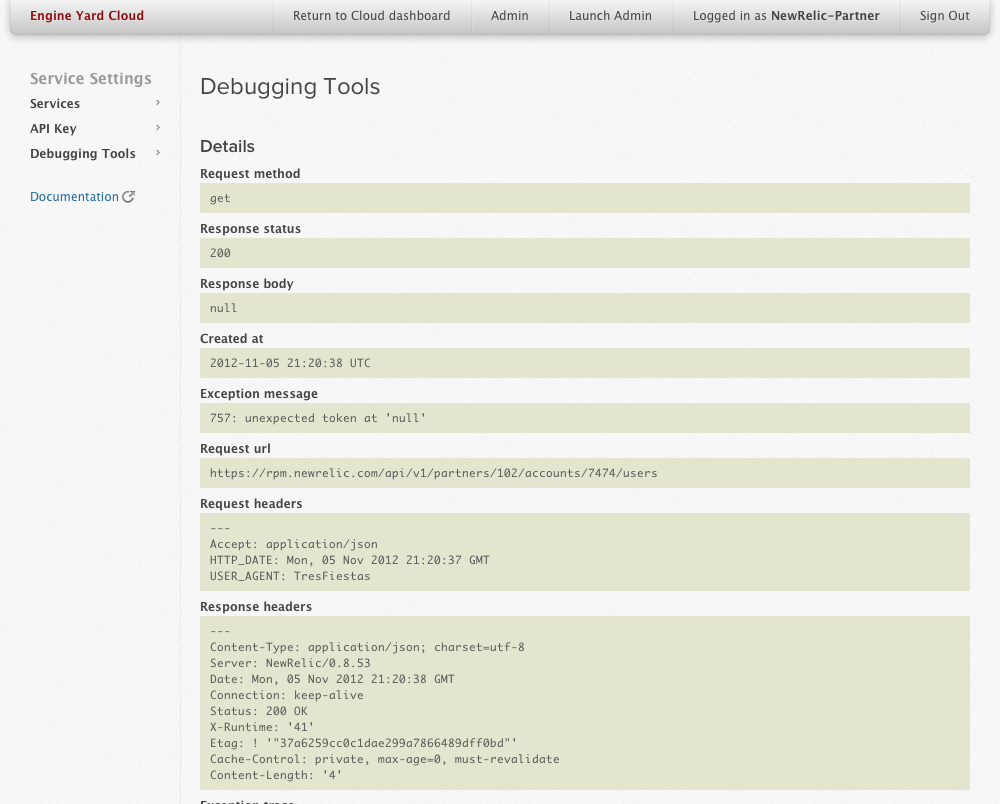 Engine Yard Cloud
Return to Cloud dashboard
Admin
Launch Admin
Logged in as NewRelic-Partner
Sign Out
Service Settings
Services
API Key
Debugging Tools
Documentation
Debugging Tools
Details
Request method
get
Response status
200
Response body
null
Created at
2012-11-05 21:20:38 UTC
Exception message
757: unexpected token at 'null'
Request url
https://rpm.newrelic.com/api/v1/partners/102/accounts/7474/users
Request headers
---
Accept: application/json
HTTP_DATE: Mon, 05 Nov 2012 21:20:37 GMT
USER_AGENT: TresFiestas
Response headers
---
Content-Type: application/json; charset=utf-8
Server: NewRelic/0.8.53
Date: Mon, 05 Nov 2012 21:20:38 GMT
Connection: keep-alive
Status: 200 OK
X-Runtime: '41'
Etag: ! '"37a6259cc0c1dae299a7866489dff0bd"'
Cache-Control: private, max-age=0, must-revalidate
Content-Length: '4'
Exception trace